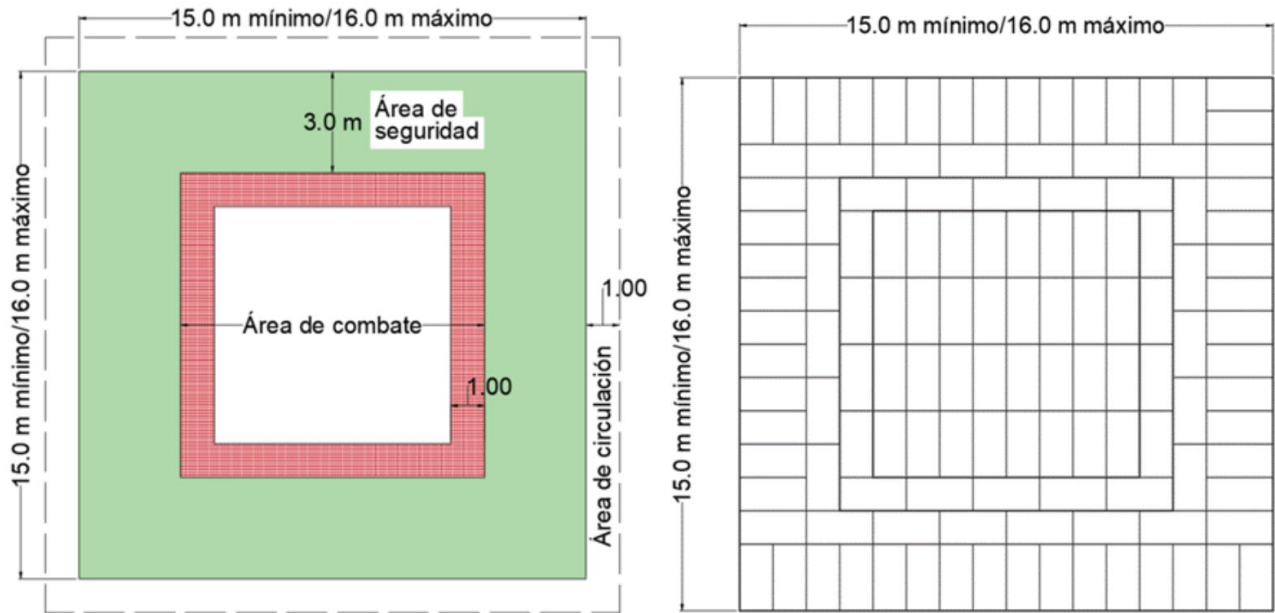 15.0 m mínimo/16.0 m máximo
15.0 m mínimo/16.0 m máximo
3.0 m
Área de
seguridad
Área de combate
1.00
1.00
Área de circulación
15.0 m mínimo/16.0 m máximo
15.0 m mínimo/16.0 m máximo